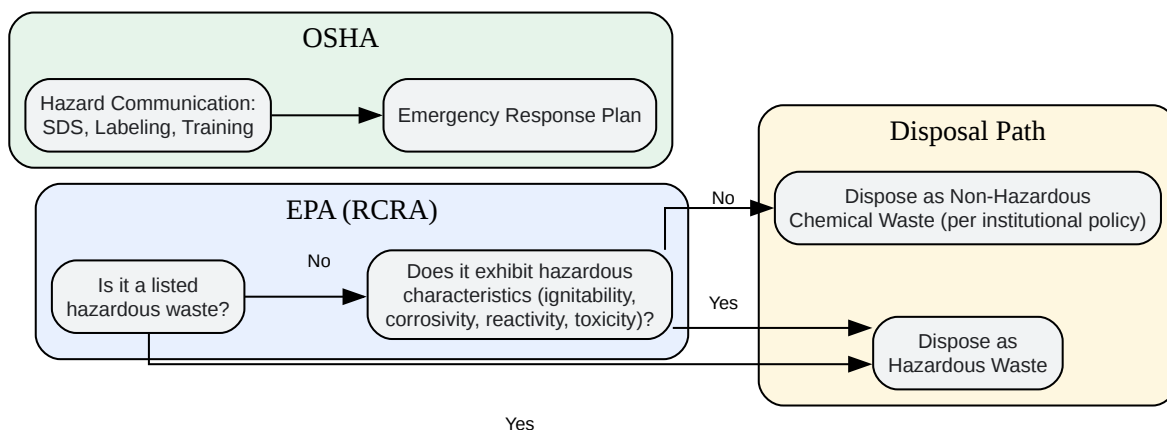 OSHA
Hazard Communication:
SDS, Labeling, Training
Emergency Response Plan
EPA (RCRA)
Is it a listed
hazardous waste?
No
Does it exhibit hazardous
characteristics (ignitability,
corrosivity, reactivity, toxicity)?
No
Yes
Yes
Disposal Path
Dispose as Non-Hazardous
Chemical Waste (per institutional policy)
Dispose as
Hazardous Waste